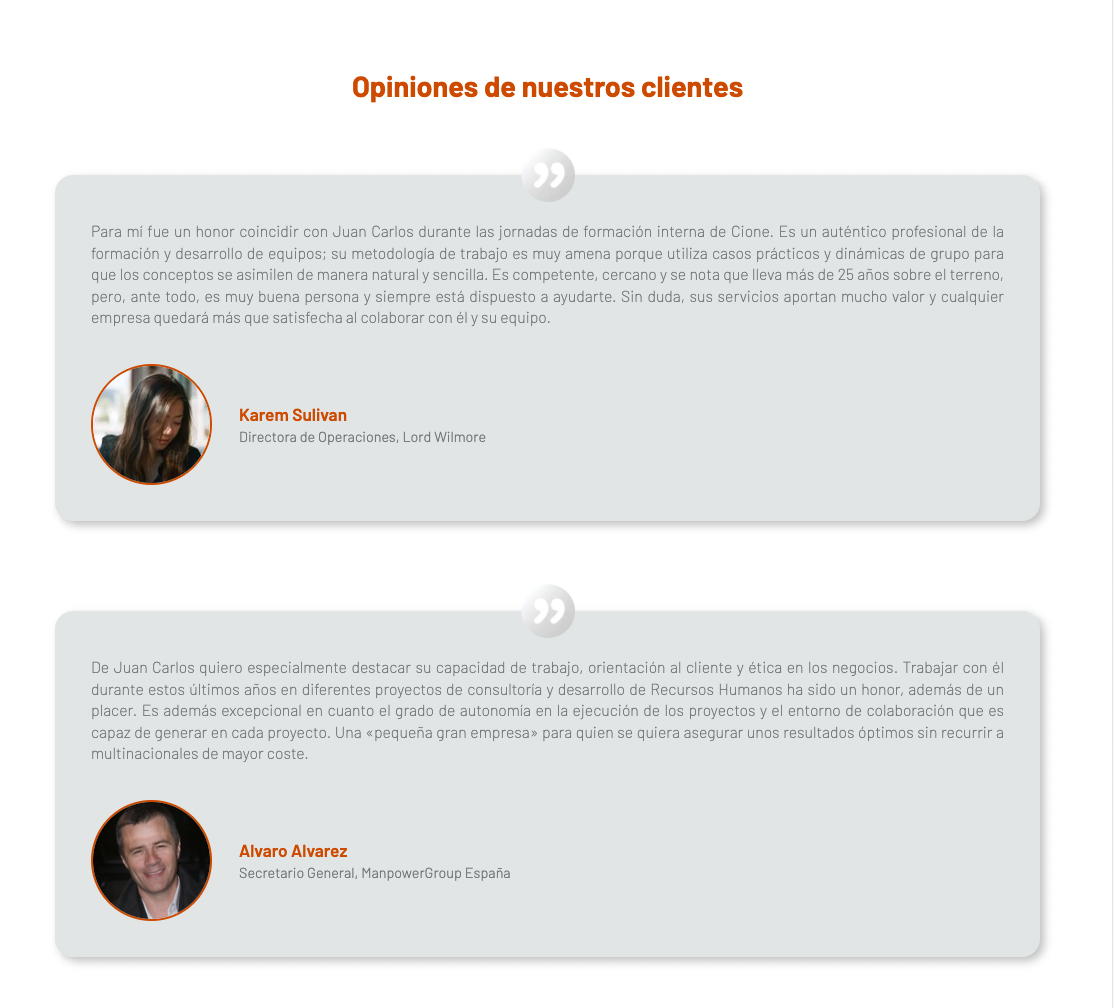 Opiniones de nuestros clientes
Para mí fue un honor coincidir con Juan Carlos durante las jornadas de formación interna de Cione. Es un auténtico profesional de la
formación y desarrollo de equipos; su metodología de trabajo es muy amena porque utiliza casos prácticos y dinámicas de grupo para
que los conceptos se asimilen de manera natural y sencilla. Es competente, cercano y se nota que lleva más de 25 años sobre el terreno,
pero, ante todo, es muy buena persona y siempre está dispuesto a ayudarte. Sin duda, sus servicios aportan mucho valor y cualquier
empresa quedará más que satisfecha al colaborar con él y su equipo.
Karem Sulivan
Directora de Operaciones, Lord Wilmore
De Juan Carlos quiero especialmente destacar su capacidad de trabajo, orientación al cliente y ética en los negocios. Trabajar con él
durante estos últimos años en diferentes proyectos de consultoría y desarrollo de Recursos Humanos ha sido un honor, además de un
placer. Es además excepcional en cuanto el grado de autonomía en la ejecución de los proyectos y el entorno de colaboración que es
capaz de generar en cada proyecto. Una «pequeña gran empresa» para quien se quiera asegurar unos resultados óptimos sin recurrir a
multinacionales de mayor coste.
Alvaro Alvarez
Secretario General, ManpowerGroup España